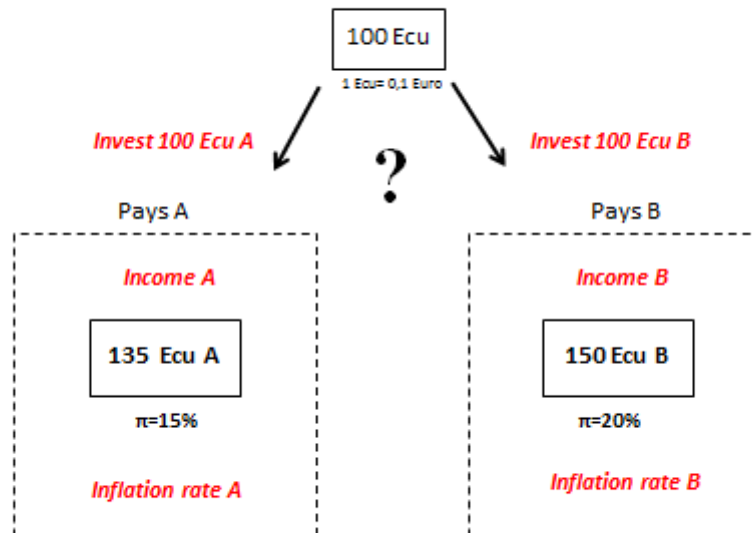 100 Ecu
1 Ecu= 0,1 Euro
Invest 100 Ecu A
Invest 100 Ecu B
?
Pays A
Pays B
Income A
Income B
135 Ecu A
150 Ecu B
π=15%
π=20%
Inflation rate A
Inflation rate B